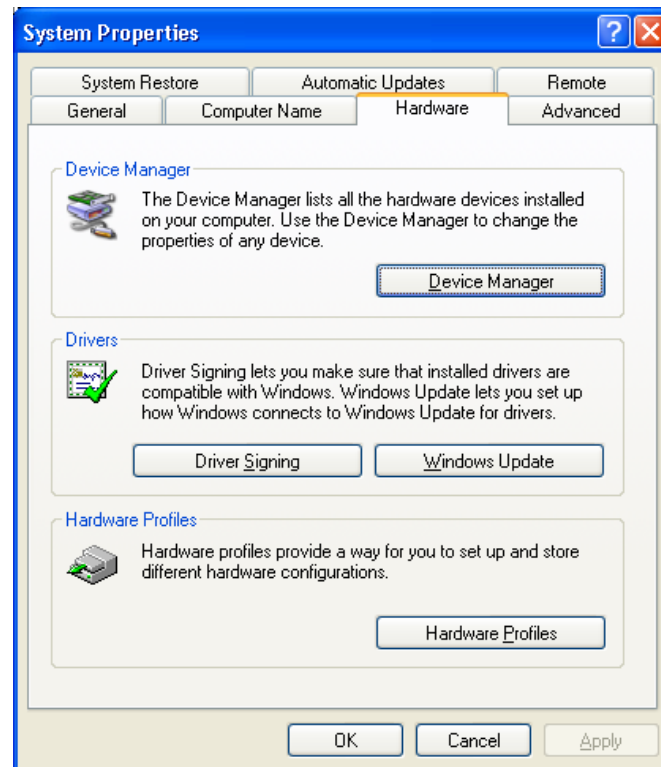 System Properties
System Restore Automatic Updates Remote
General Computer Name Hardware Advanced
Device Manager
The Device Manager lists all the hardware devices installed
on your computer. Use the Device Manager to change the
properties of any device.
Device Manager
Drivers
Driver Signing lets you make sure that installed drivers are
compatible with Windows. Windows Update lets you set up
how Windows connects to Windows Update for drivers.
Driver Signing Windows Update
Hardware Profiles
Hardware profiles provide a way for you to set up and store
different hardware configurations.
Hardware Profiles
OK Cancel Apply